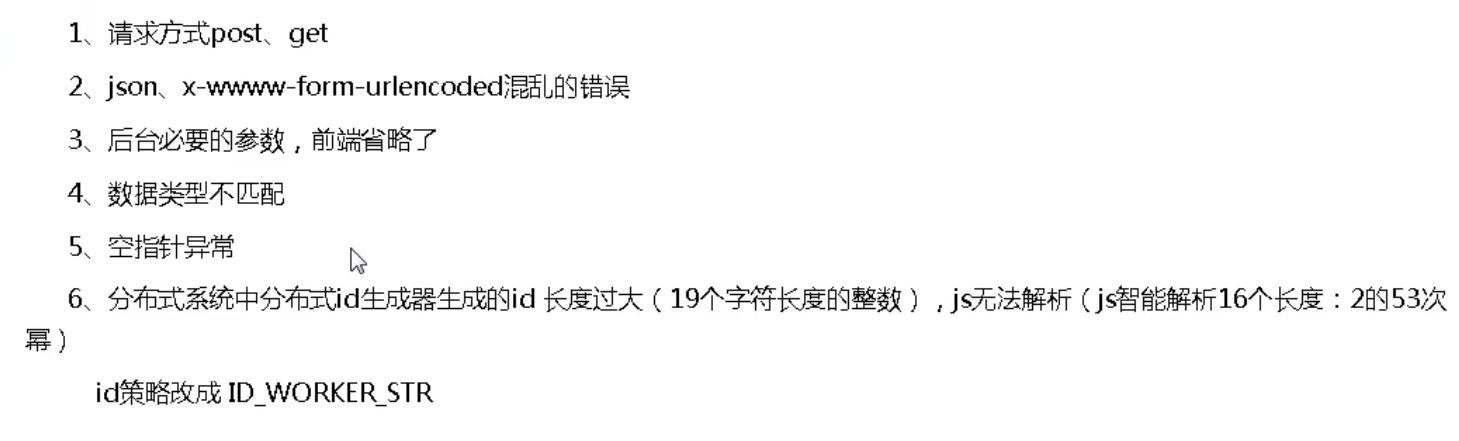 1、请求方式post、get
2、json、x-wwww-form-urlencoded混乱的错误
3、后台必要的参数，前端省略了
4、数据类型不匹配
5、空指针异常
6、分布式系统中分布式id生成器生成的id 长度过大（19个字符长度的整数），js无法解析（js智能解析16个长度：2的53次
幂）
id策略改成 ID_WORKER_STR